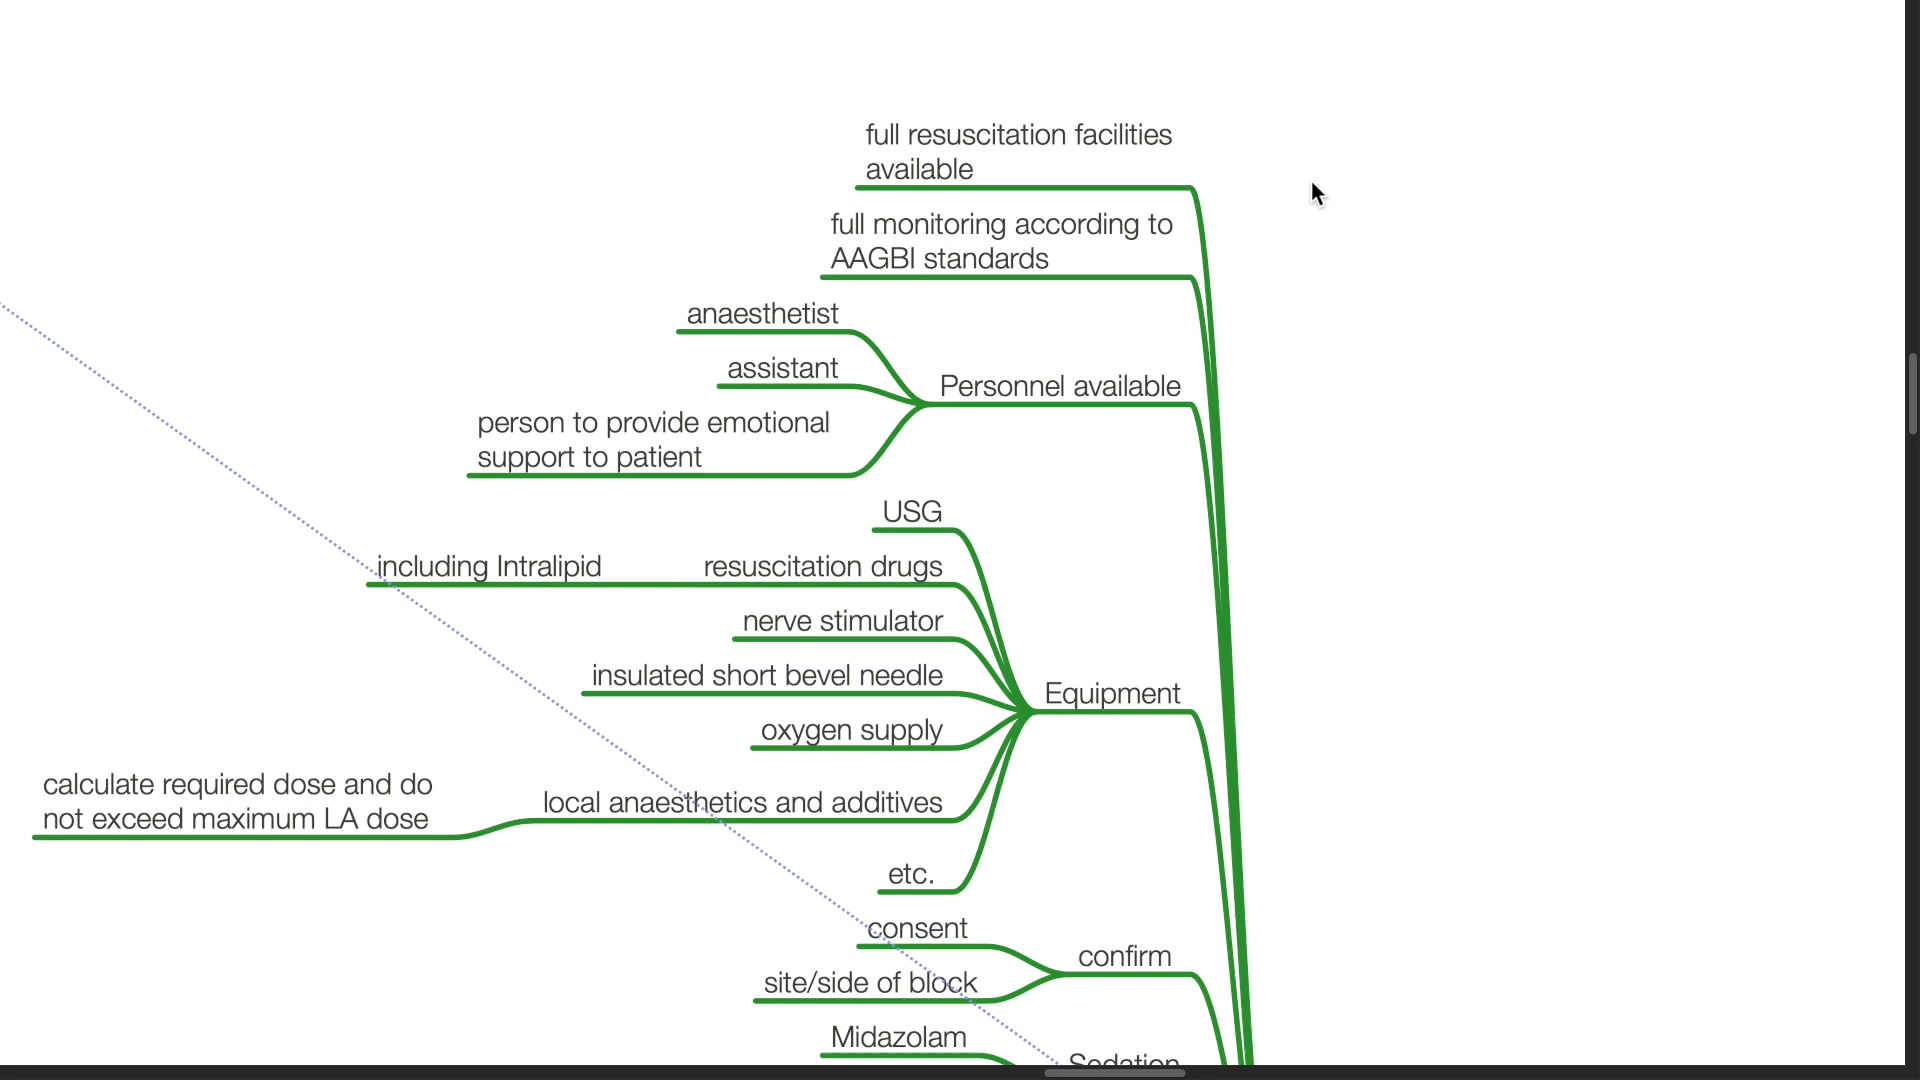 full resuscitation facilities
available
full monitoring according to
AAGBI standards
anaesthetist
assistant
Personnel available
person to provide emotional
support to patient
USG
including Intralipid
resuscitation drugs
nerve stimulator
insulated short bevel needle
Equipment
oxygen supply
calculate required dose and do
not exceed maximum LA dose
local anaesthetics and additives
etc.
consent
confirm
site/side of block
Midazolam
Sedation